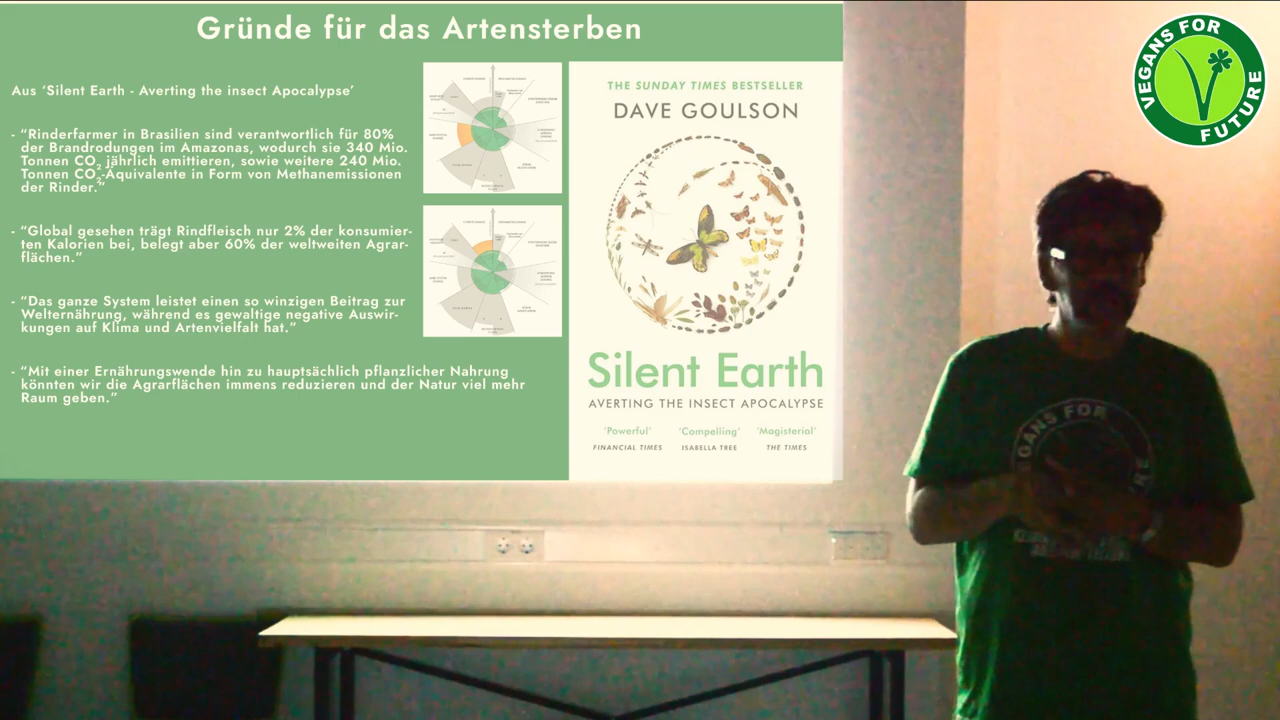 Gründe für das Artensterben
Aus ‘Silent Earth - Averting the insect Apocalypse’
- “Rinderfarmer in Brasilien sind verantwortlich für 80%
der Brandrodungen im Amazonas, wodurch sie 340 Mio.
Tonnen CO₂ jährlich emittieren, sowie weitere 240 Mio.
Tonnen CO₂-Äquivalente in Form von Methanemissionen
der Rinder.”
- “Global gesehen trägt Rindfleisch nur 2% der konsumier-
ten Kalorien bei, belegt aber 60% der weltweiten Agrar-
flächen.”
- “Das ganze System leistet einen so winzigen Beitrag zur
Welternährung, während es gewaltige negative Auswir-
kungen auf Klima und Artenvielfalt hat.”
- “Mit einer Ernährungswende hin zu hauptsächlich pflanzlicher Nahrung
könnten wir die Agrarflächen immens reduzieren und der Natur viel mehr
Raum geben.”
THE SUNDAY TIMES BESTSELLER
DAVE GOULSON
Silent Earth
AVERTING THE INSECT APOCALYPSE
‘Powerful’ ‘Compelling’ ‘Magisterial’
FINANCIAL TIMES ISABELLA TREE THE TIMES
VEGANS FOR
FUTURE
VEGANS FOR